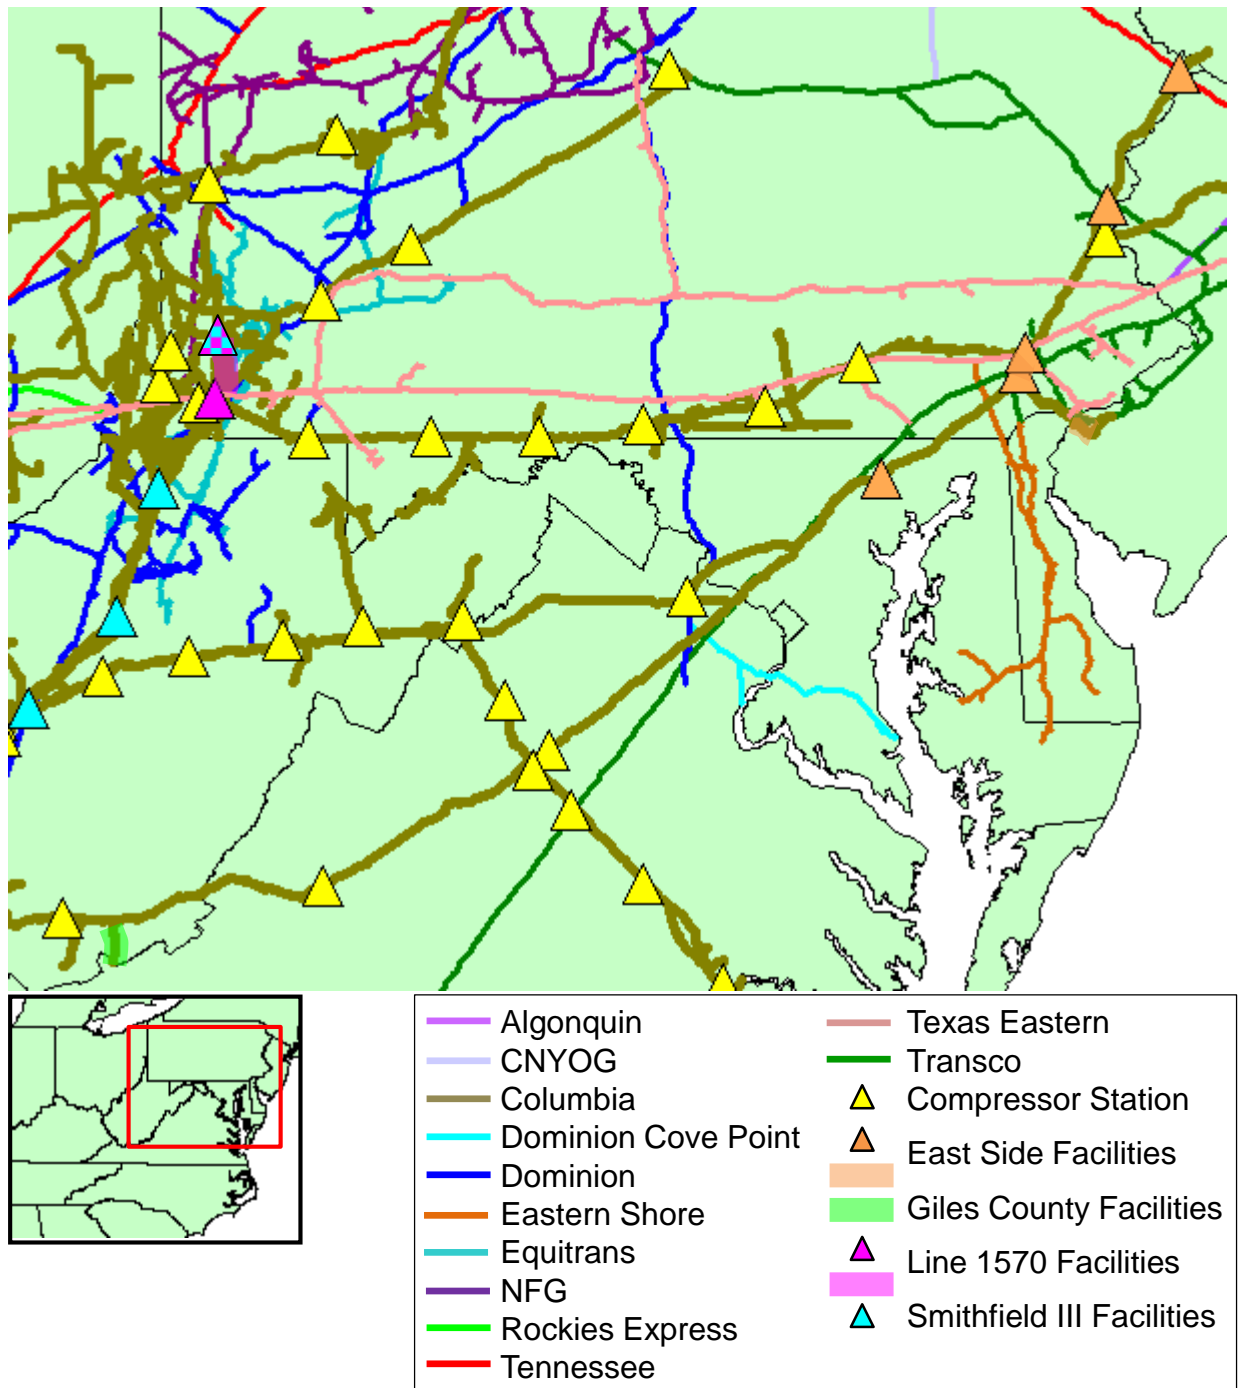 Algonquin
CNYOG
Columbia
Dominion Cove Point
Dominion
Eastern Shore
Equitrans
NFG
Rockies Express
Tennessee
Texas Eastern
Transco
Compressor Station
East Side Facilities
Giles County Facilities
Line 1570 Facilities
Smithfield III Facilities